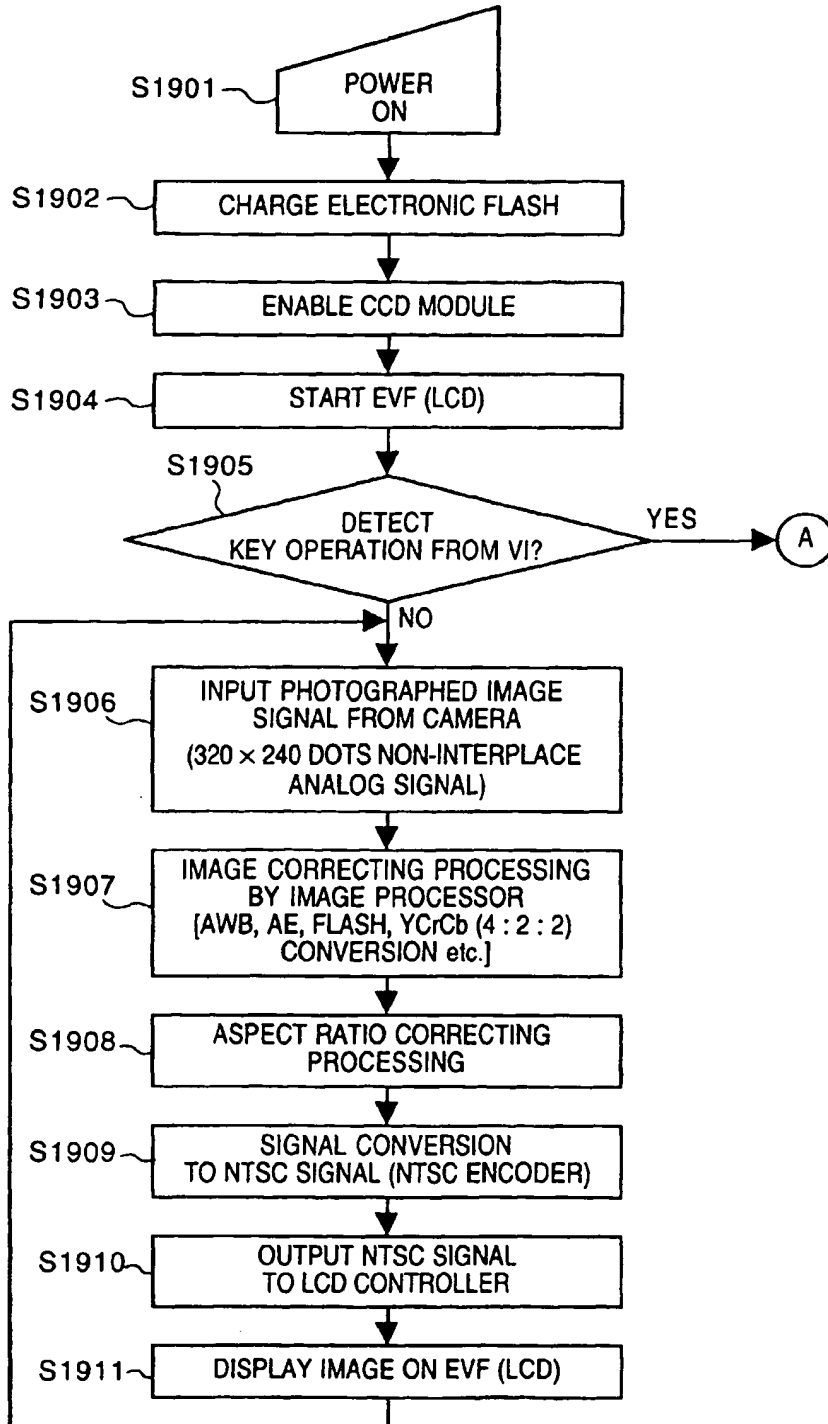 S1901
POWER
ON
S1902
CHARGE ELECTRONIC FLASH
S1903
ENABLE CCD MODULE
S1904
START EVF (LCD)
S1905
DETECT
KEY OPERATION FROM VI?
YES
A
NO
S1906
INPUT PHOTOGRAPHED IMAGE
SIGNAL FROM CAMERA
(320 × 240 DOTS NON-INTERPLACE
ANALOG SIGNAL)
S1907
IMAGE CORRECTING PROCESSING
BY IMAGE PROCESSOR
[AWB, AE, FLASH, YCrCb (4 : 2 : 2)
CONVERSION etc.]
S1908
ASPECT RATIO CORRECTING
PROCESSING
S1909
SIGNAL CONVERSION
TO NTSC SIGNAL (NTSC ENCODER)
S1910
OUTPUT NTSC SIGNAL
TO LCD CONTROLLER
S1911
DISPLAY IMAGE ON EVF (LCD)